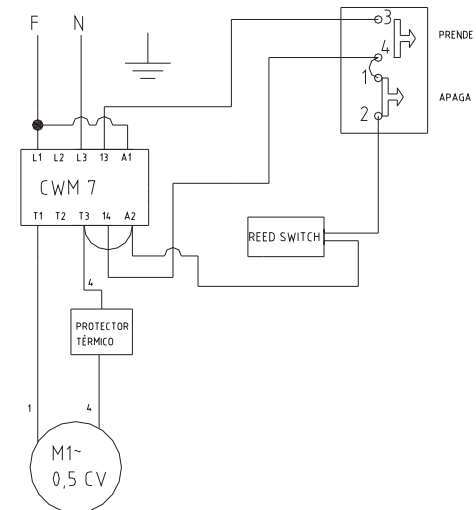 F N
3
PRENDE
4
1
APAGA
2
L1 L2 L3 13 A1
CWM 7
T1 T2 T3 14 A2
REED SWITCH
4
PROTECTOR
TÉRMICO
1 4
M1~
0,5 CV